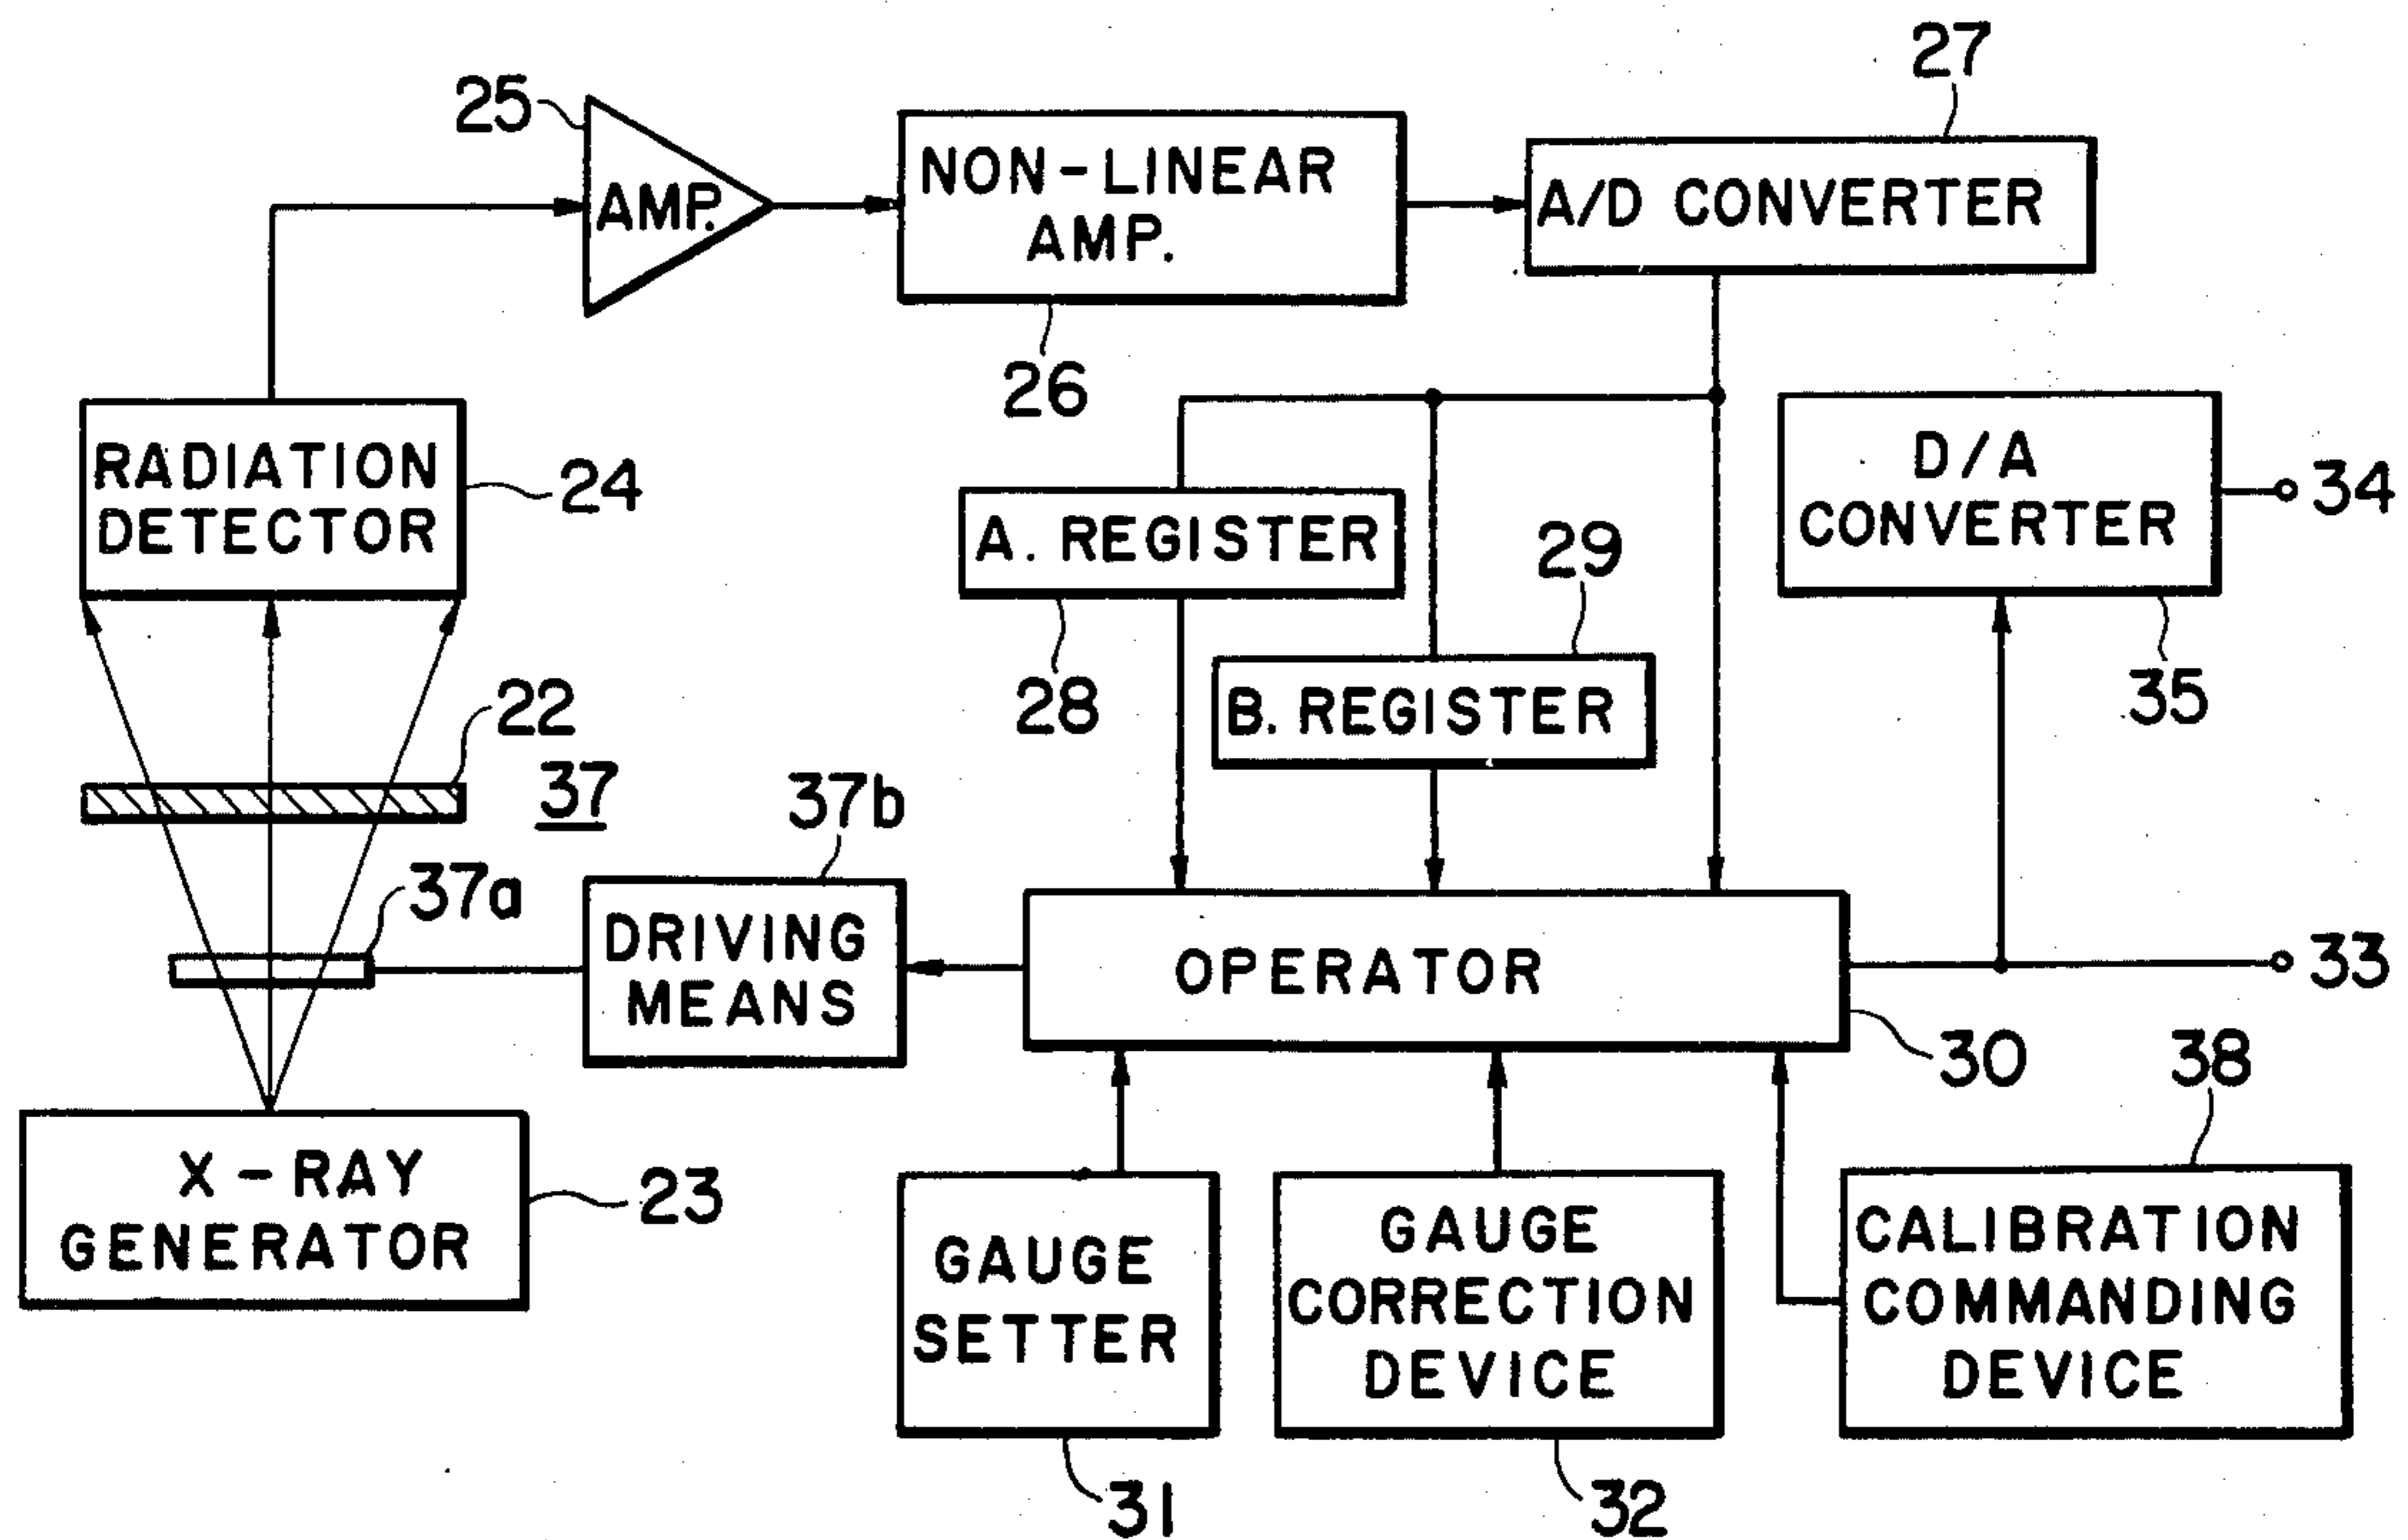 27
25
AMP.
NON-LINEAR
AMP.
A/D CONVERTER
26
RADIATION
DETECTOR
24
A. REGISTER
28
29
B. REGISTER
D/A
CONVERTER
34
35
22
37
37a
37b
DRIVING
MEANS
OPERATOR
33
30
38
X-RAY
GENERATOR
23
GAUGE
SETTER
31
GAUGE
CORRECTION
DEVICE
32
CALIBRATION
COMMANDING
DEVICE